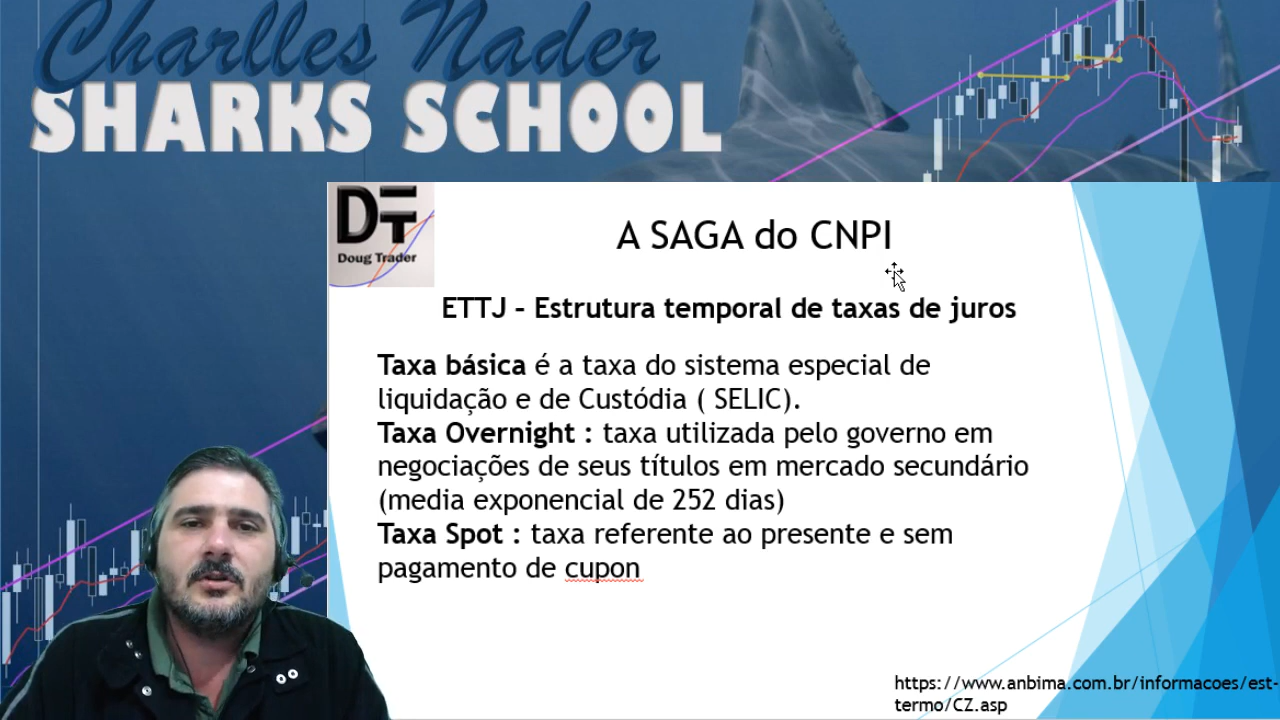 Charlles Nader
SHARKS SCHOOL
DT
Doug Trader
A SAGA do CNPI
ETTJ – Estrutura temporal de taxas de juros
Taxa básica é a taxa do sistema especial de
liquidação e de Custódia ( SELIC).
Taxa Overnight : taxa utilizada pelo governo em
negociações de seus títulos em mercado secundário
(media exponencial de 252 dias)
Taxa Spot : taxa referente ao presente e sem
pagamento de cupon
https://www.anbima.com.br/informacoes/est-
termo/CZ.asp